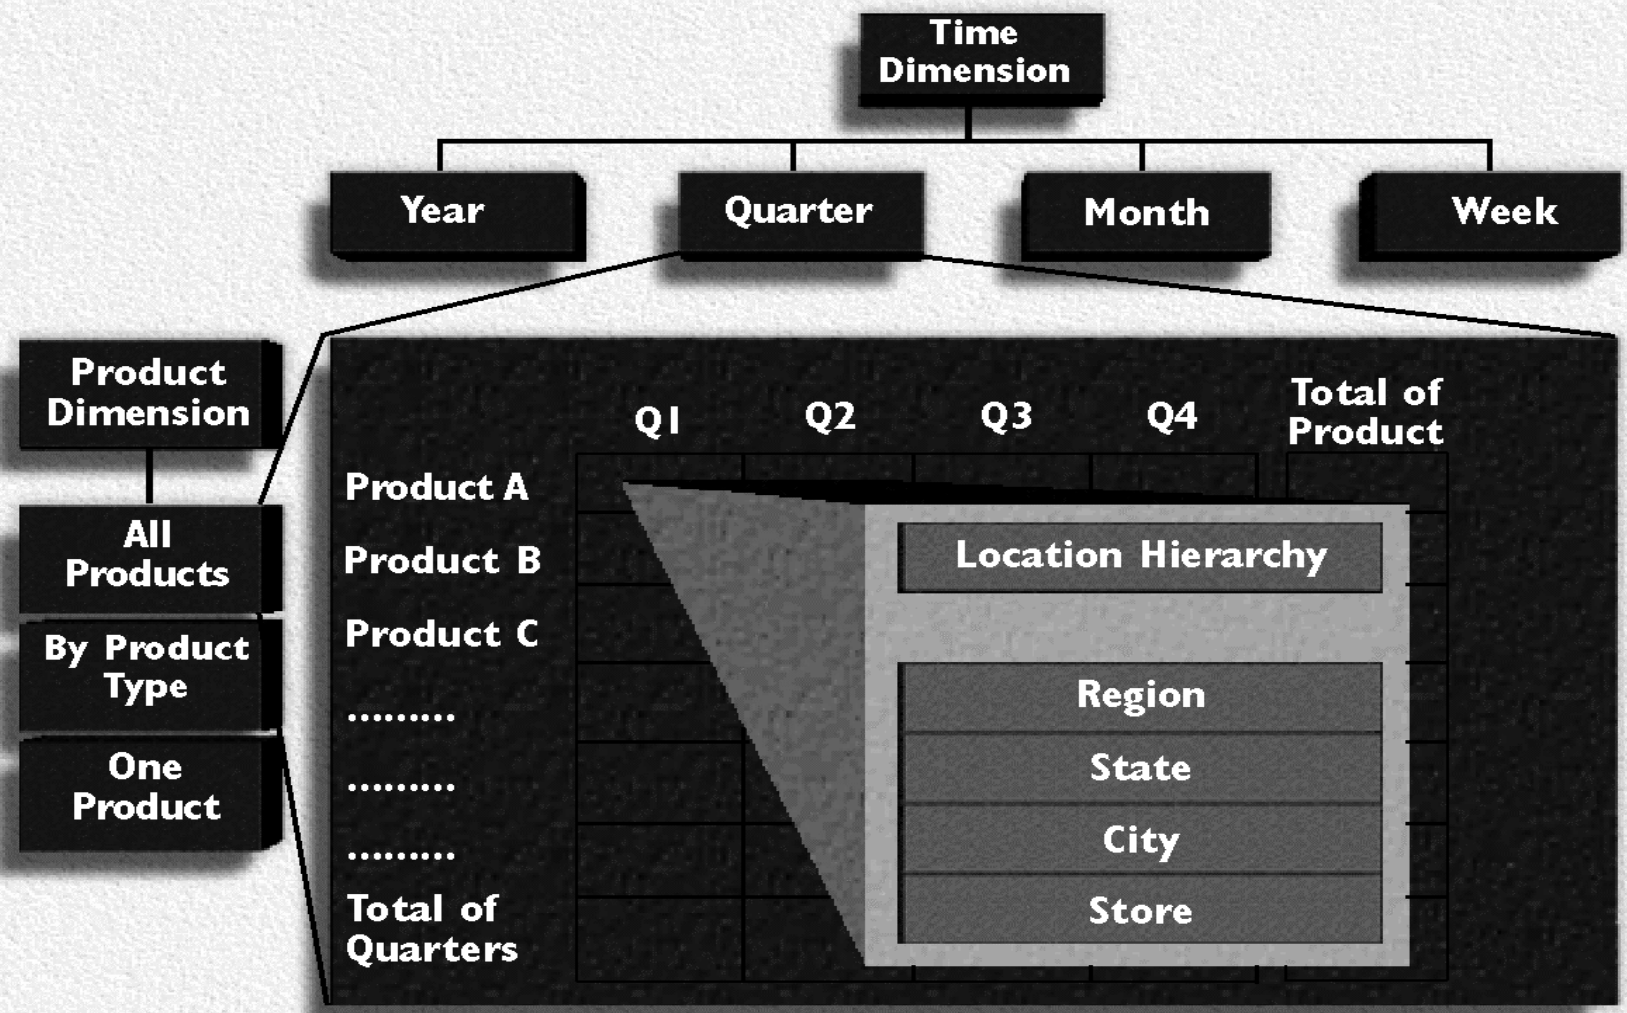 Time
Dimension
Year
Quarter
Month
Week
Product
Dimension
All
Products
By Product
Type
One
Product
Q1
Q2
Q3
Q4
Total of
Product
Product A
Product B
Product C
.........
.........
.........
Total of
Quarters
Location Hierarchy
Region
State
City
Store